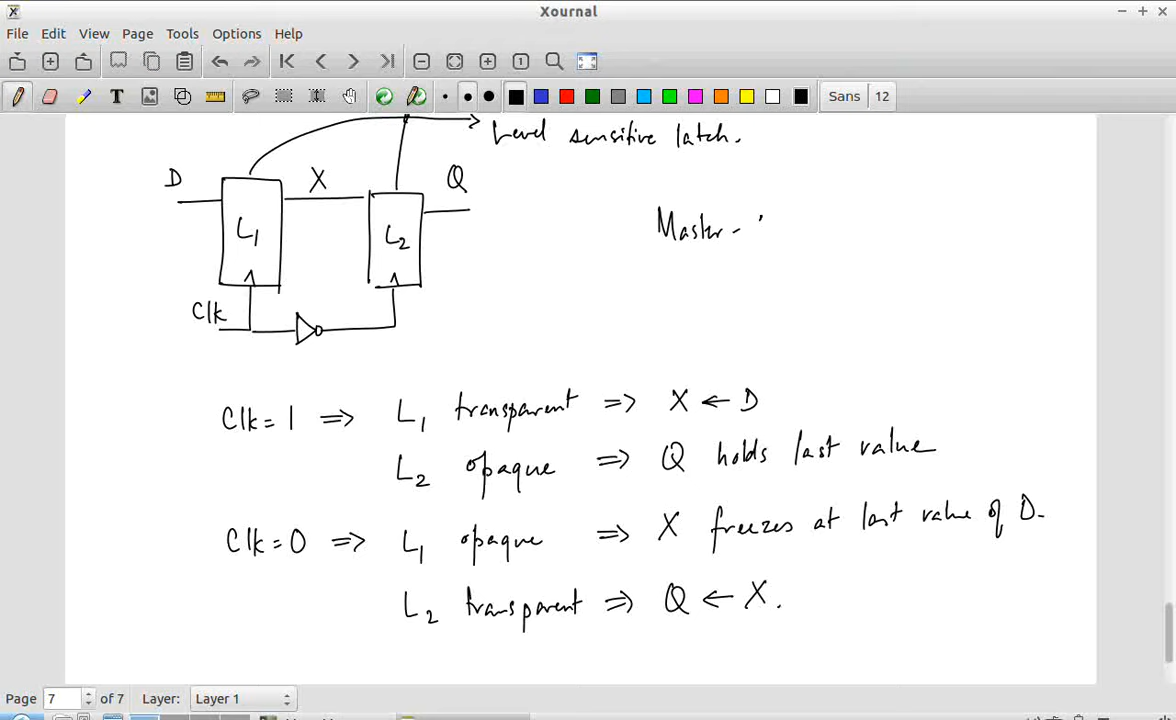 Xournal
File Edit View Page Tools Options Help
Sans 12
Level sensitive latch.
D X Q
Master -
L1 L2
Clk
Clk=1 ⇒ L1 transparent ⇒ X ← D
L2 opaque ⇒ Q holds last value
Clk=0 ⇒ L1 opaque ⇒ X freezes at last value of D.
L2 transparent ⇒ Q ← X.
Page 7 of 7 Layer: Layer 1